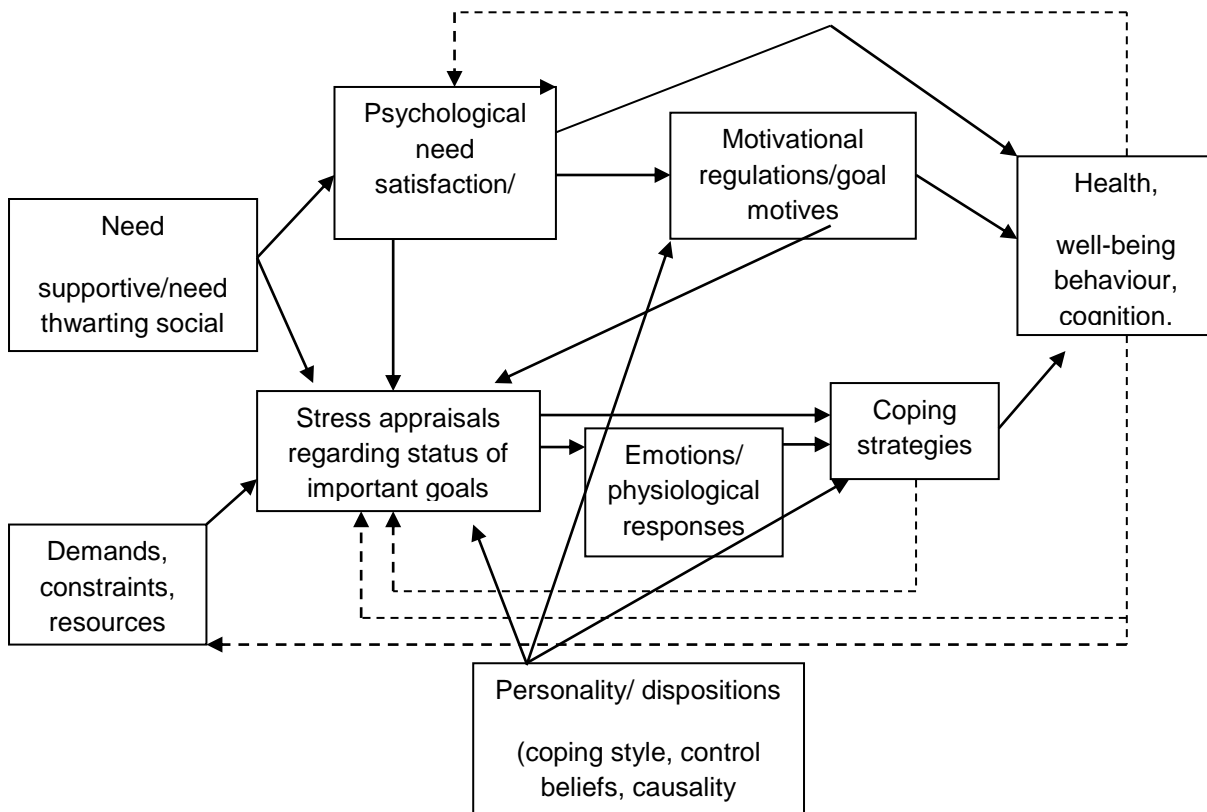 Psychological
need
satisfaction/
Motivational
regulations/goal
motives
Health,
well-being
behaviour,
cognition,
Need
supportive/need
thwarting social
Stress appraisals
regarding status of
important goals
Emotions/
physiological
responses
Coping
strategies
Demands,
constraints,
resources
Personality/ dispositions
(coping style, control
beliefs, causality